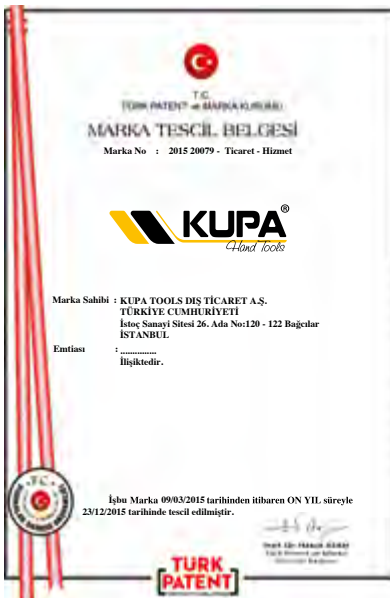 T.C.
TÜRK PATENT ve MARKA KURUMU
MARKA TESCİL BELGESİ
Marka No : 2015 20079 - Ticaret - Hizmet
KUPA®
Hand Tools
Marka Sahibi : KUPA TOOLS DIŞ TİCARET A.Ş.
TÜRKİYE CUMHURİYETİ
İstoç Sanayi Sitesi 26. Ada No:120 - 122 Bağcılar
İSTANBUL
Emtiası : ...............
İlişiktedir.
İşbu Marka 09/03/2015 tarihinden itibaren ON YIL süreyle
23/12/2015 tarihinde tescil edilmiştir.
T.C.
TÜRK
PATENT